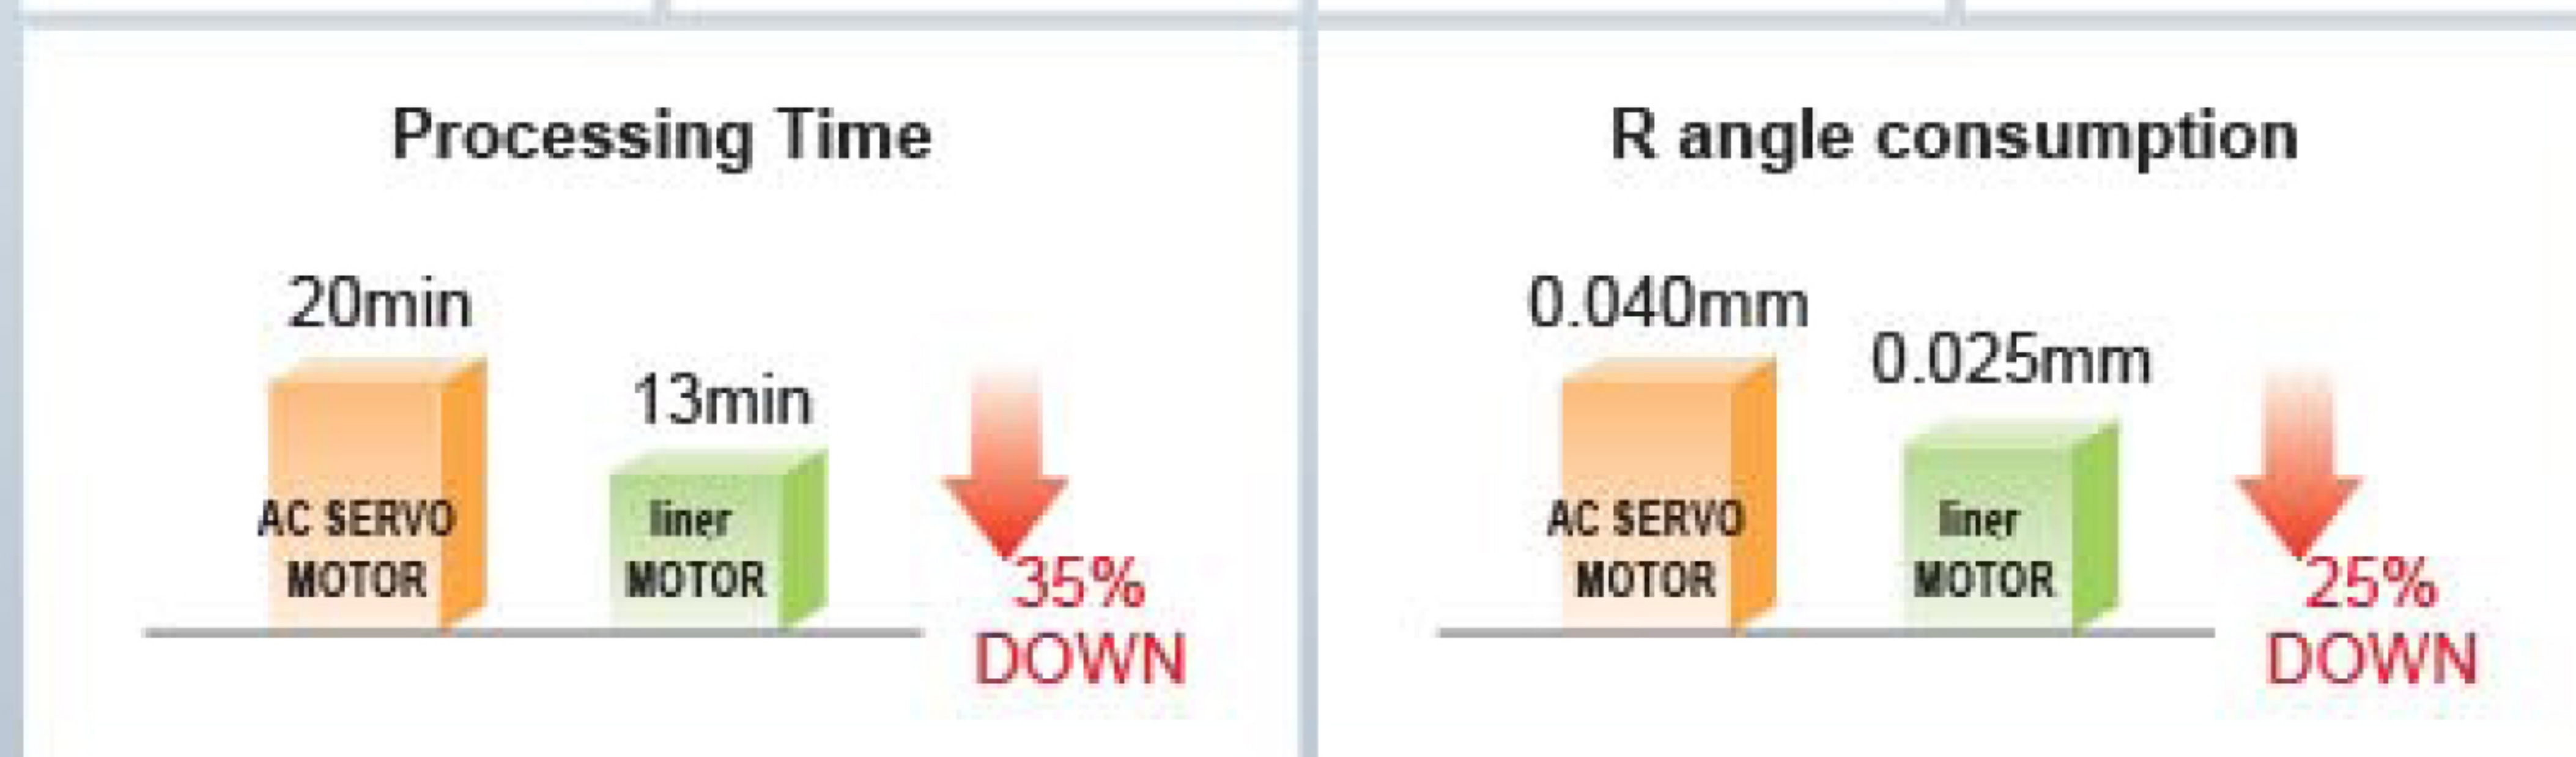 Processing Time
20min
13min
AC SERVO
MOTOR
liner
MOTOR
35%
DOWN
R angle consumption
0.040mm
0.025mm
AC SERVO
MOTOR
liner
MOTOR
25%
DOWN